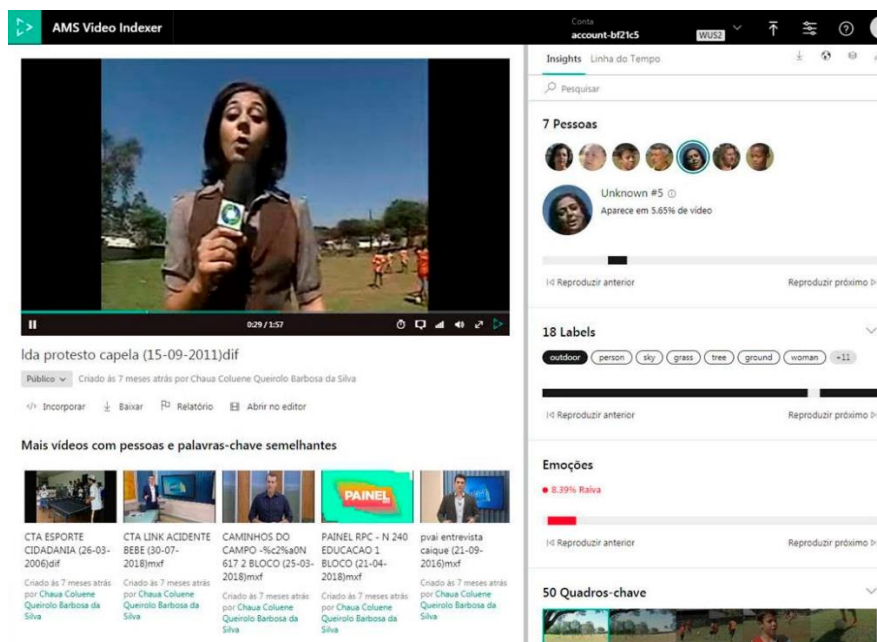 AMS Video Indexer
Conta
account-bf21c5
WUS2
Insights
Linha do Tempo
Pesquisar
7 Pessoas
Unknown #5
Aparece em 5.65% de vídeo
Reproduzir anterior
Reproduzir próximo
0:29 / 1:57
Ida protesto capela (15-09-2011)dif
Público
Criado às 7 meses atrás por Chaua Coluene Queirolo Barbosa da Silva
Incorporar
Baixar
Relatório
Abrir no editor
18 Labels
outdoor
person
sky
grass
tree
ground
woman
+11
Reproduzir anterior
Reproduzir próximo
Mais vídeos com pessoas e palavras-chave semelhantes
PAINEL
CTA ESPORTE
CIDADANIA (26-03-
2006)dif
Criado às 7 meses atrás
por Chaua Coluene
Queirolo Barbosa da
Silva
CTA LINK ACIDENTE
BEBE (30-07-
2018)mxf
Criado às 7 meses atrás
por Chaua Coluene
Queirolo Barbosa da
Silva
CAMINHOS DO
CAMPO -%c2%a0N
617 2 BLOCO (25-03-
2018)mxf
Criado às 7 meses atrás
por Chaua Coluene
Queirolo Barbosa da
Silva
PAINEL RPC - N 240
EDUCACAO 1
BLOCO (21-04-
2018)mxf
Criado às 7 meses atrás
por Chaua Coluene
Queirolo Barbosa da
Silva
pvai entrevista
caique (21-09-
2016)mxf
Criado às 7 meses atrás
por Chaua Coluene
Queirolo Barbosa da
Silva
Emoções
8.39% Raiva
Reproduzir anterior
Reproduzir próximo
50 Quadros-chave